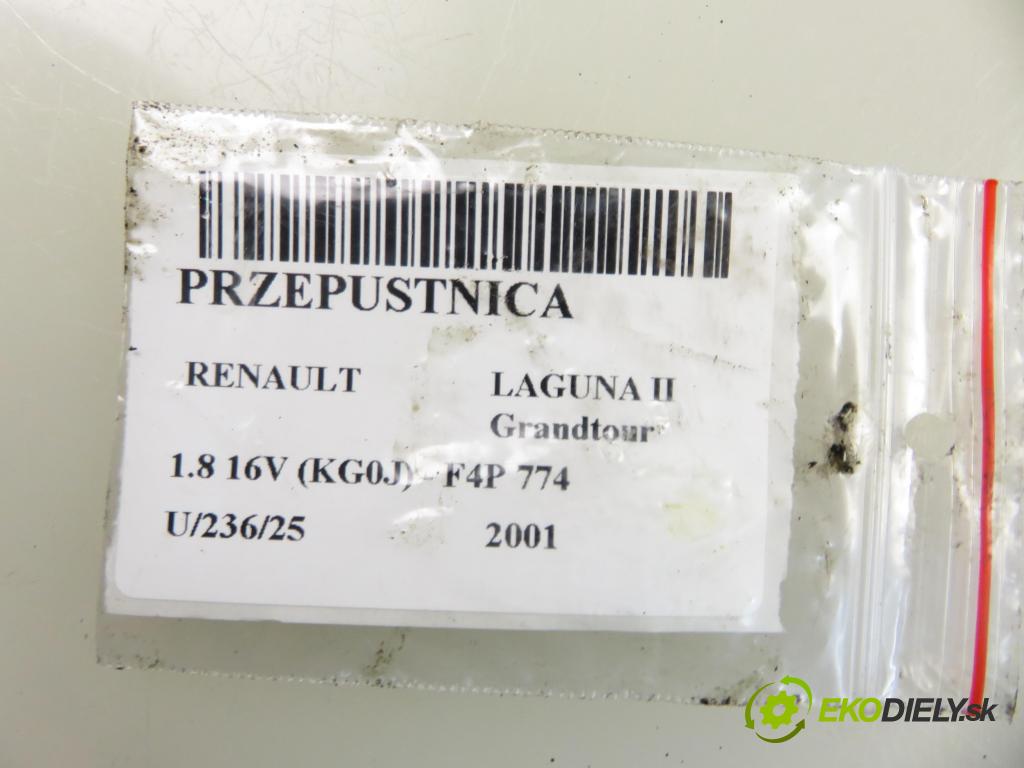 PRZEPUSTNICA
RENAULT LAGUNA II
Grandtour
1.8 16V (KG0J) - F4P 774
U/236/25 2001
EKODIELY.sk